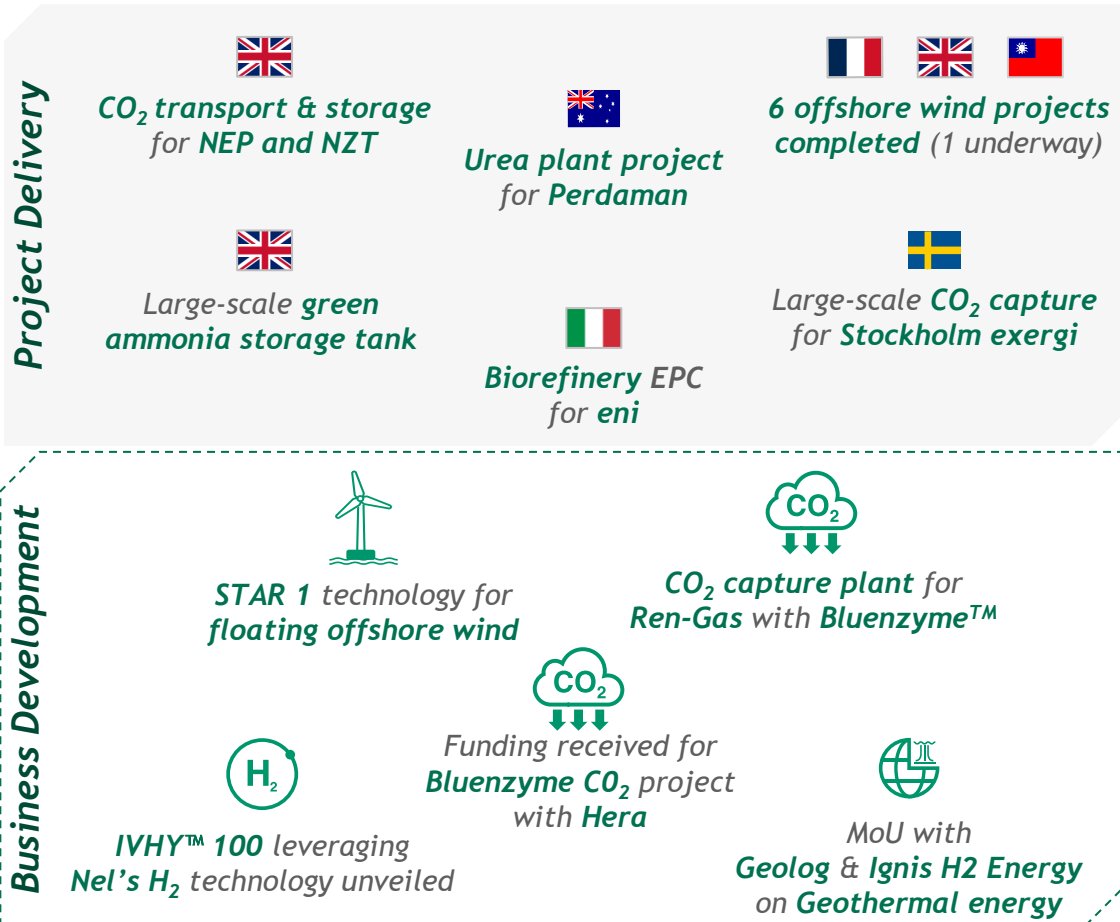 Project Delivery
CO₂ transport & storage
for NEP and NZT
Urea plant project
for Perdaman
6 offshore wind projects
completed (1 underway)
Large-scale green
ammonia storage tank
Biorefinery EPC
for eni
Large-scale CO₂ capture
for Stockholm exergi
Business Development
STAR 1 technology for
floating offshore wind
CO₂
CO₂ capture plant for
Ren-Gas with Bluenzyme™
CO₂
Funding received for
Bluenzyme C0₂ project
with Hera
H₂
IVHY™ 100 leveraging
Nel’s H₂ technology unveiled
MoU with
Geolog & Ignis H2 Energy
on Geothermal energy